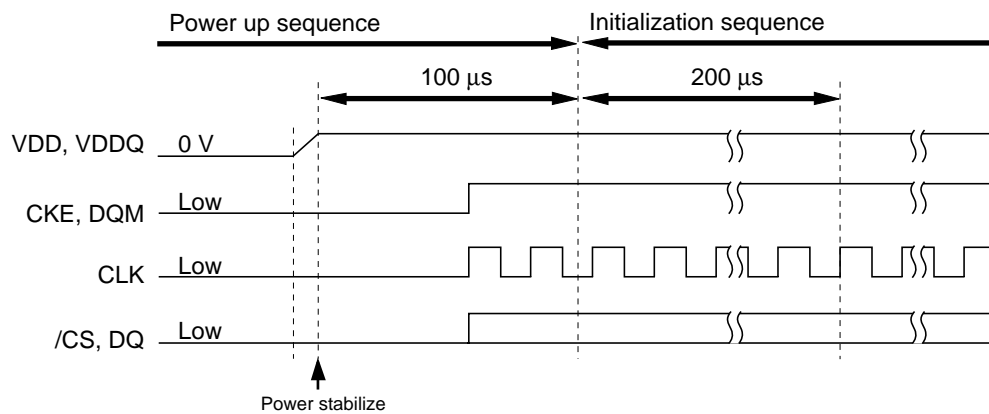 Power up sequence
Initialization sequence
100 μs
200 μs
VDD, VDDQ
0 V
CKE, DQM
Low
CLK
Low
/CS, DQ
Low
Power stabilize